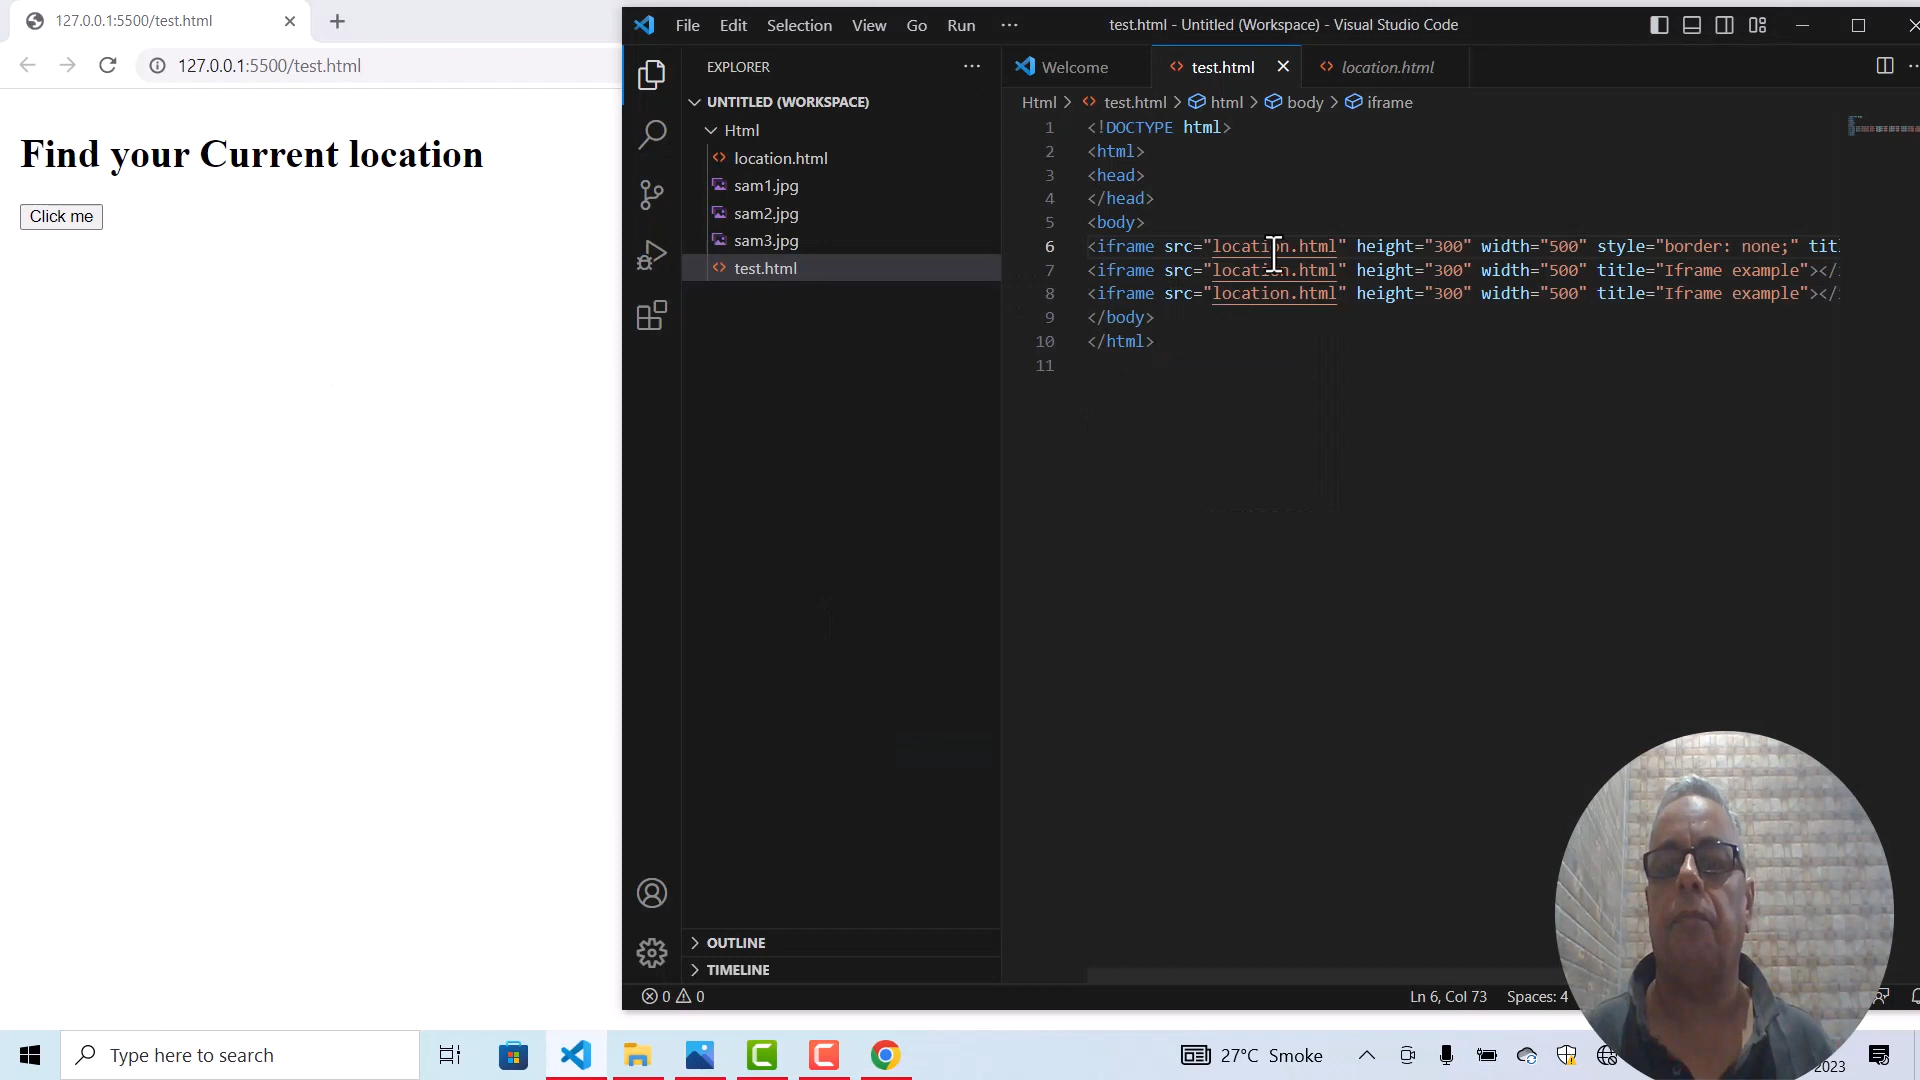 127.0.0.1:5500/test.html
127.0.0.1:5500/test.html
Find your Current location
Click me
File Edit Selection View Go Run ···
test.html - Untitled (Workspace) - Visual Studio Code
EXPLORER
UNTITLED (WORKSPACE)
Html
location.html
sam1.jpg
sam2.jpg
sam3.jpg
test.html
OUTLINE
TIMELINE
Welcome test.html location.html
Html > test.html > html > body > iframe
1 <!DOCTYPE html>
2 <html>
3 <head>
4 </head>
5 <body>
6 <iframe src="location.html" height="300" width="500" style="border: none;" titl
7 <iframe src="location.html" height="300" width="500" title="Iframe example"></i
8 <iframe src="location.html" height="300" width="500" title="Iframe example"></i
9 </body>
10 </html>
11
0 0
Ln 6, Col 73 Spaces: 4
Type here to search
27°C Smoke
2023